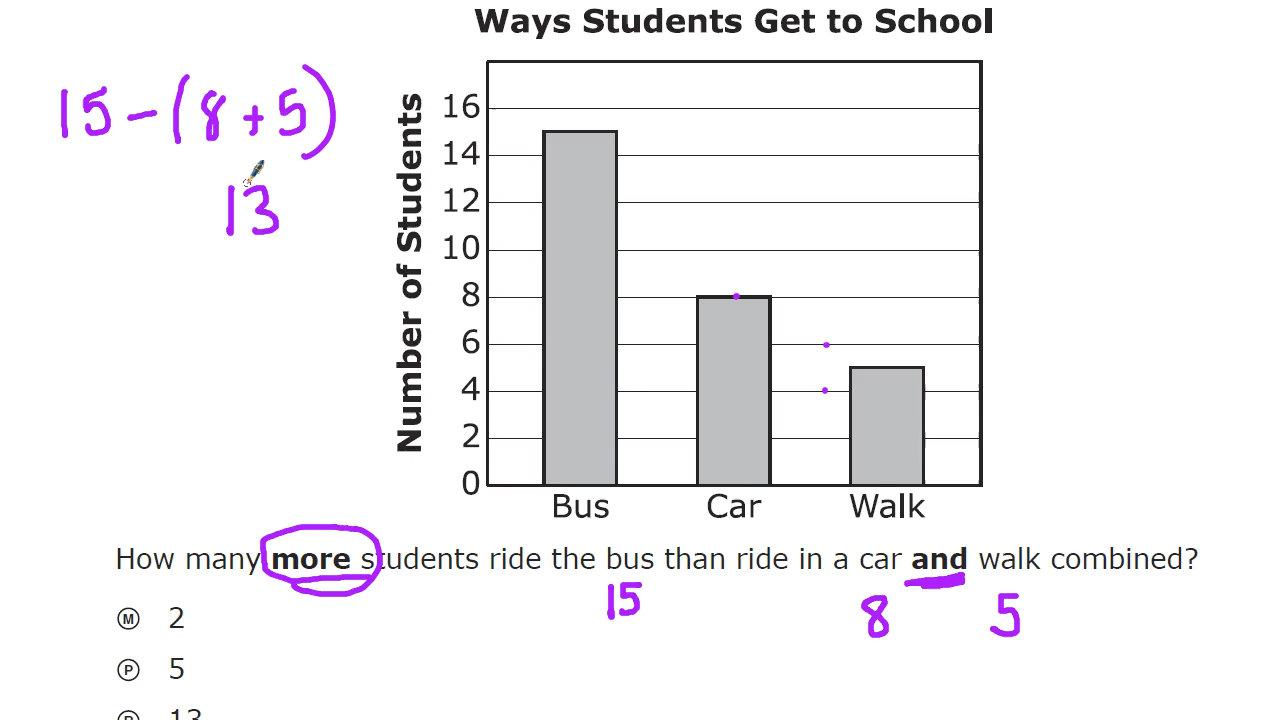 Ways Students Get to School
15 - (8 + 5)
13
Number of Students
16
14
12
10
8
6
4
2
0
Bus Car Walk
How many more students ride the bus than ride in a car and walk combined?
15 8 5
M 2
P 5
R 13